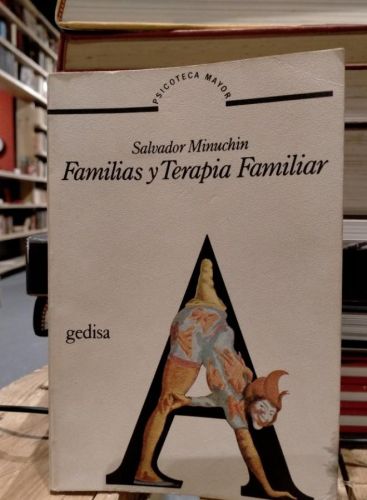 PSICOTECA MAYOR
Salvador Minuchin
Familias y Terapia Familiar
gedisa
A